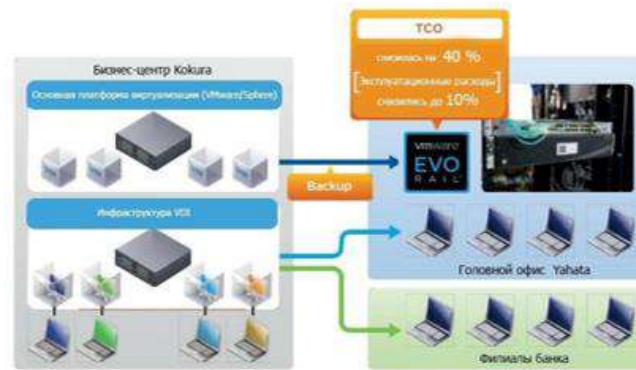 TCO
снизилась на 40 %
[Эксплуатационные расходы]
снизились до 10%
Бизнес-центр Kokura
Основная платформа виртуализации (VMware/Sphere)
vmware
EVO
RAIL
Backup
Инфраструктура VDI
Головной офис Yahata
Филиалы банка